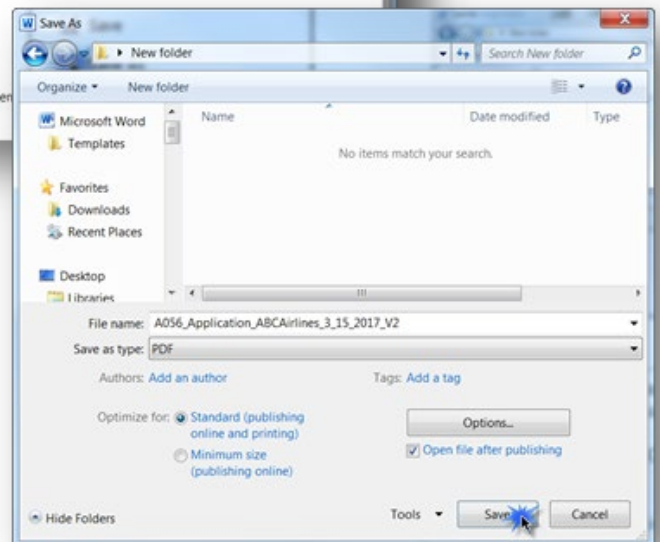 Save As
New folder
Search New folder
Organize
New folder
Microsoft Word
Templates
Favorites
Downloads
Recent Places
Desktop
Libraries
Name
Date modified
Type
No items match your search.
File name: A056_Application_ABCAirlines_3_15_2017_V2
Save as type: PDF
Authors: Add an author
Tags: Add a tag
Optimize for: Standard (publishing
online and printing)
Minimum size
(publishing online)
Options...
Open file after publishing
Hide Folders
Tools
Save
Cancel